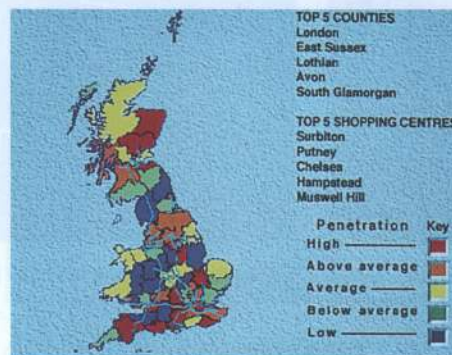 TOP 5 COUNTIES
London
East Sussex
Lothian
Avon
South Glamorgan
TOP 5 SHOPPING CENTRES
Surbiton
Putney
Chelsea
Hampstead
Muswell Hill
Penetration Key
High
Above average
Average
Below average
Low